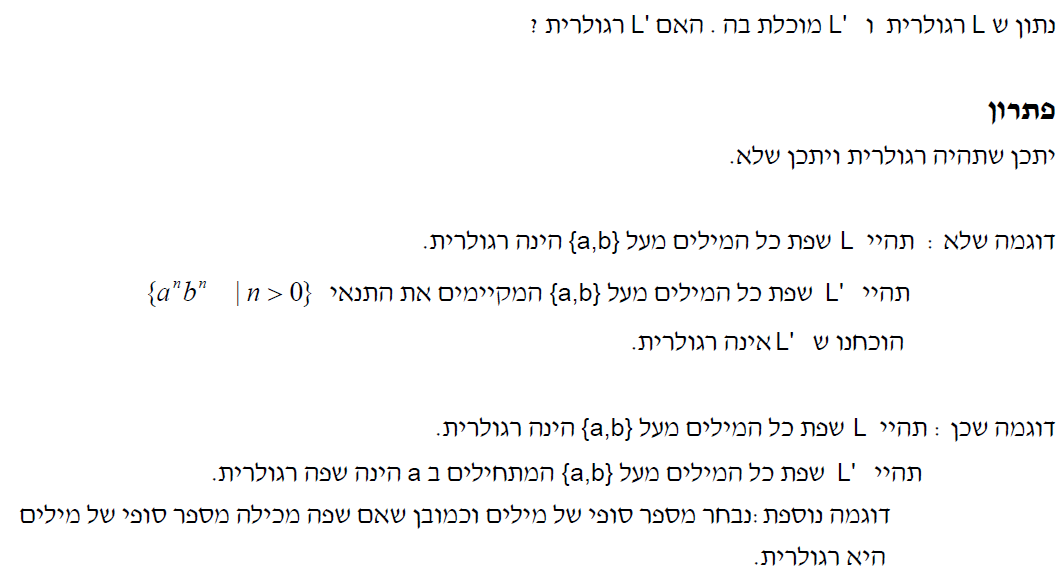 נתון ש L רגולרית ו L' מוכלת בה . האם L' רגולרית ?
פתרון
יתכן שתהיה רגולרית ויתכן שלא.
דוגמה שלא : תהיי L שפת כל המילים מעל {a,b} הינה רגולרית.
תהיי L' שפת כל המילים מעל {a,b} המקיימים את התנאי {aⁿbⁿ | n > 0}
הוכחנו ש L' אינה רגולרית.
דוגמה שכן : תהיי L שפת כל המילים מעל {a,b} הינה רגולרית.
תהיי L' שפת כל המילים מעל {a,b} המתחילים ב a הינה שפה רגולרית.
דוגמה נוספת :נבחר מספר סופי של מילים וכמובן שאם שפה מכילה מספר סופי של מילים
היא רגולרית.